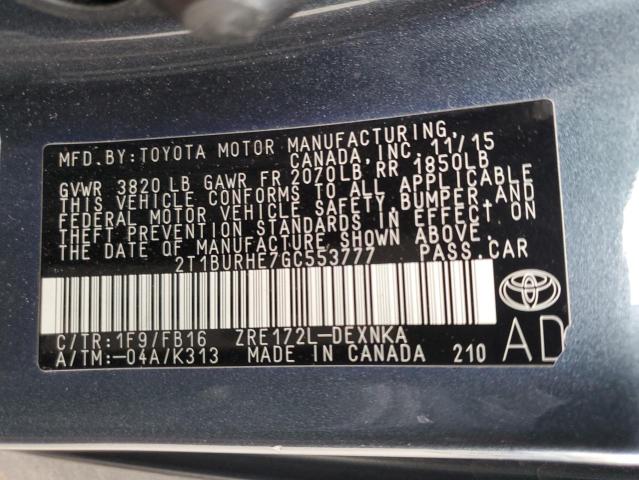 MFD. BY: TOYOTA MOTOR MANUFACTURING,
CANADA, INC. 11/15
GVWR 3820 LB GAWR FR 2070LB, RR 1850LB
THIS VEHICLE CONFORMS TO ALL APPLICABLE
FEDERAL MOTOR VEHICLE SAFETY, BUMPER, AND
THEFT PREVENTION STANDARDS IN EFFECT ON
THE DATE OF MANUFACTURE SHOWN ABOVE.
2T1BURHE7GC553777 PASS. CAR
C/TR: 1F9/FB16 ZRE172L-DEXNKA
A/TM:-04A/K313 MADE IN CANADA 210
AD